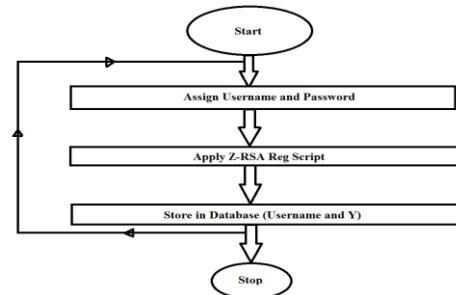 Start
Assign Username and Password
Apply Z-RSA Reg Script
Store in Database (Username and Y)
Stop